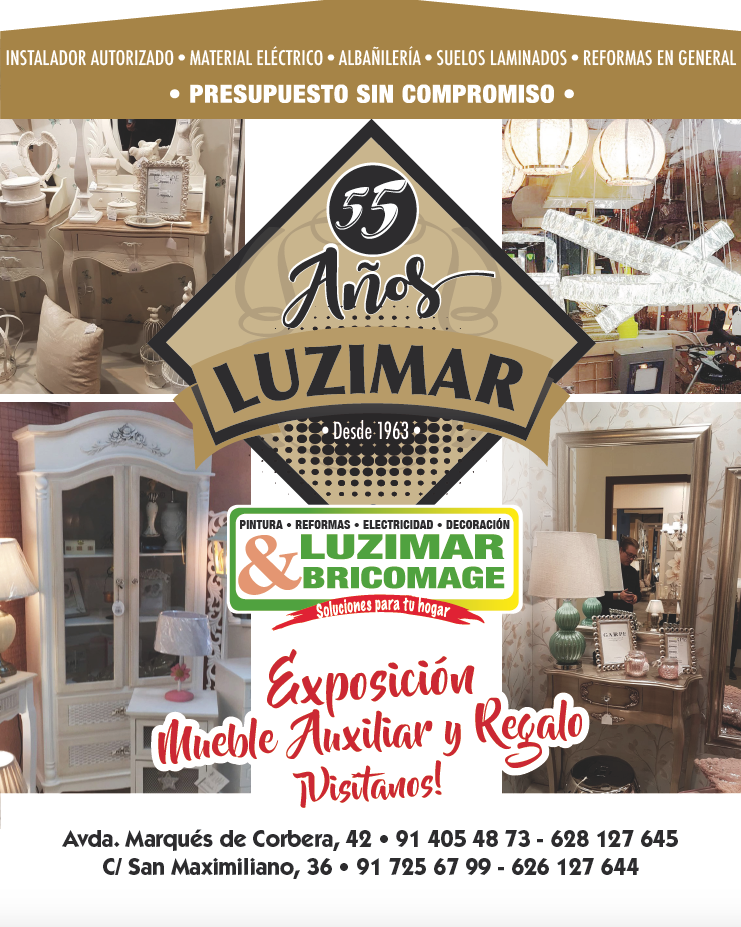 INSTALADOR AUTORIZADO • MATERIAL ELÉCTRICO • ALBAÑILERÍA • SUELOS LAMINADOS • REFORMAS EN GENERAL
• PRESUPUESTO SIN COMPROMISO •
55
Años
LUZIMAR
• Desde 1963 •
PINTURA • REFORMAS • ELECTRICIDAD • DECORACIÓN
& LUZIMAR
BRICOMAGE
Soluciones para tu hogar
Exposición
Mueble Auxiliar y Regalo
¡Visítanos!
Avda. Marqués de Corbera, 42 • 91 405 48 73 - 628 127 645
C/ San Maximiliano, 36 • 91 725 67 99 - 626 127 644